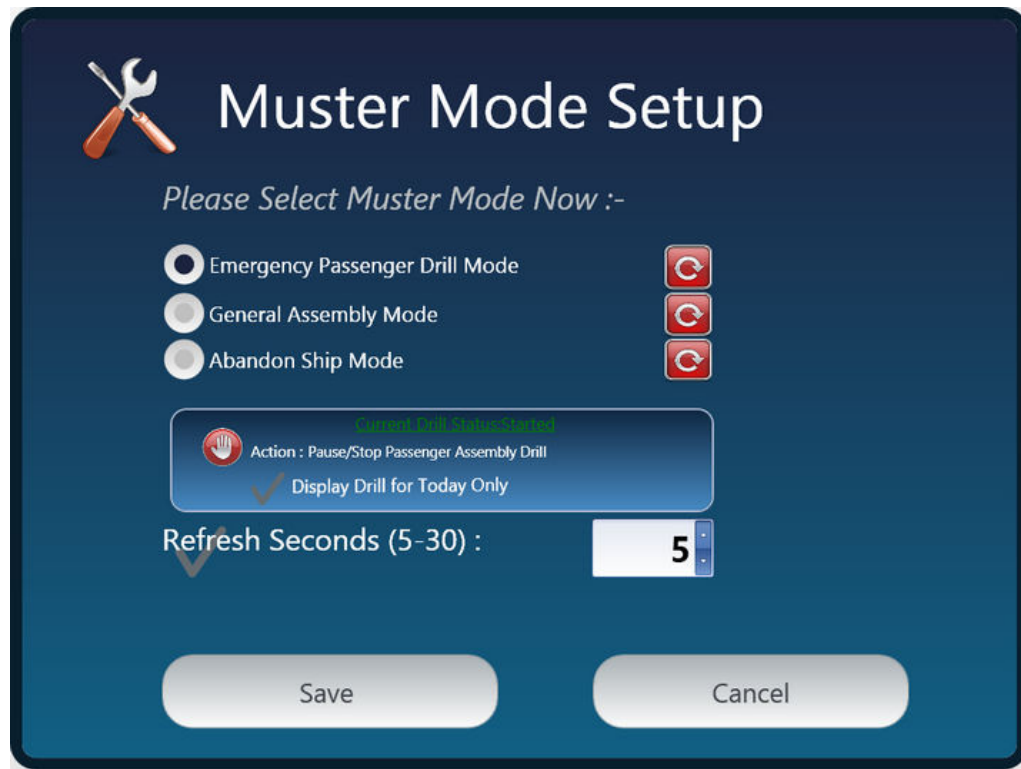 Muster Mode Setup
Please Select Muster Mode Now :-
Emergency Passenger Drill Mode
General Assembly Mode
Abandon Ship Mode
Current Drill Status:Started
Action : Pause/Stop Passenger Assembly Drill
Display Drill for Today Only
Refresh Seconds (5-30) : 5
Save Cancel